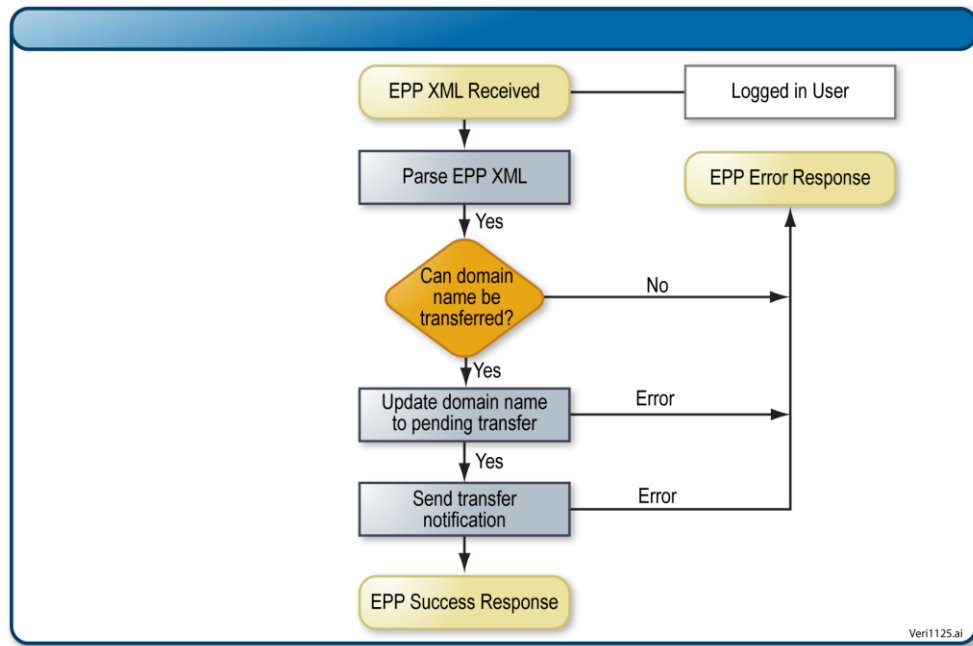 EPP XML Received
Logged in User
Parse EPP XML
EPP Error Response
Yes
Can domain
name be
transferred?
No
Yes
Update domain name
to pending transfer
Error
Yes
Send transfer
notification
Error
EPP Success Response
Veri1125.ai